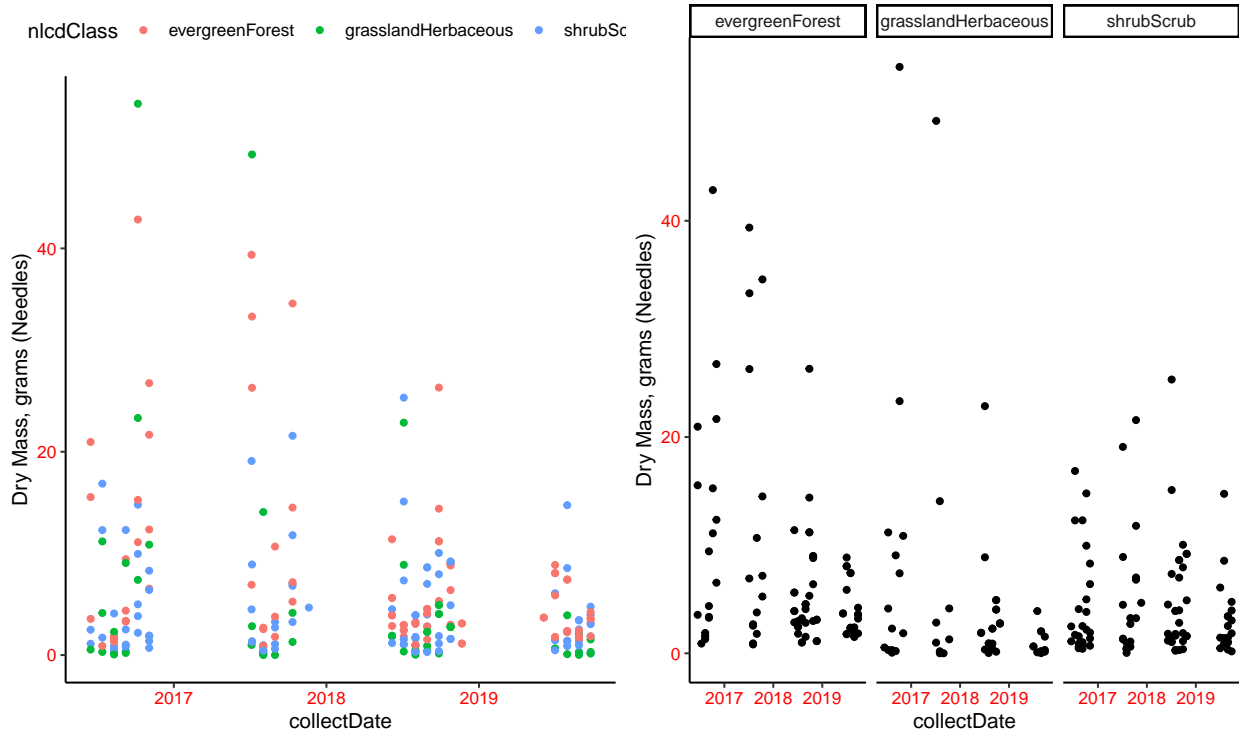 nlcdClass evergreenForest grasslandHerbaceous shrubSc
40
20
0
Dry Mass, grams (Needles)
2017 2018 2019
collectDate
evergreenForest grasslandHerbaceous shrubScrub
40
20
0
Dry Mass, grams (Needles)
2017 2018 2019 2017 2018 2019 2017 2018 2019
collectDate